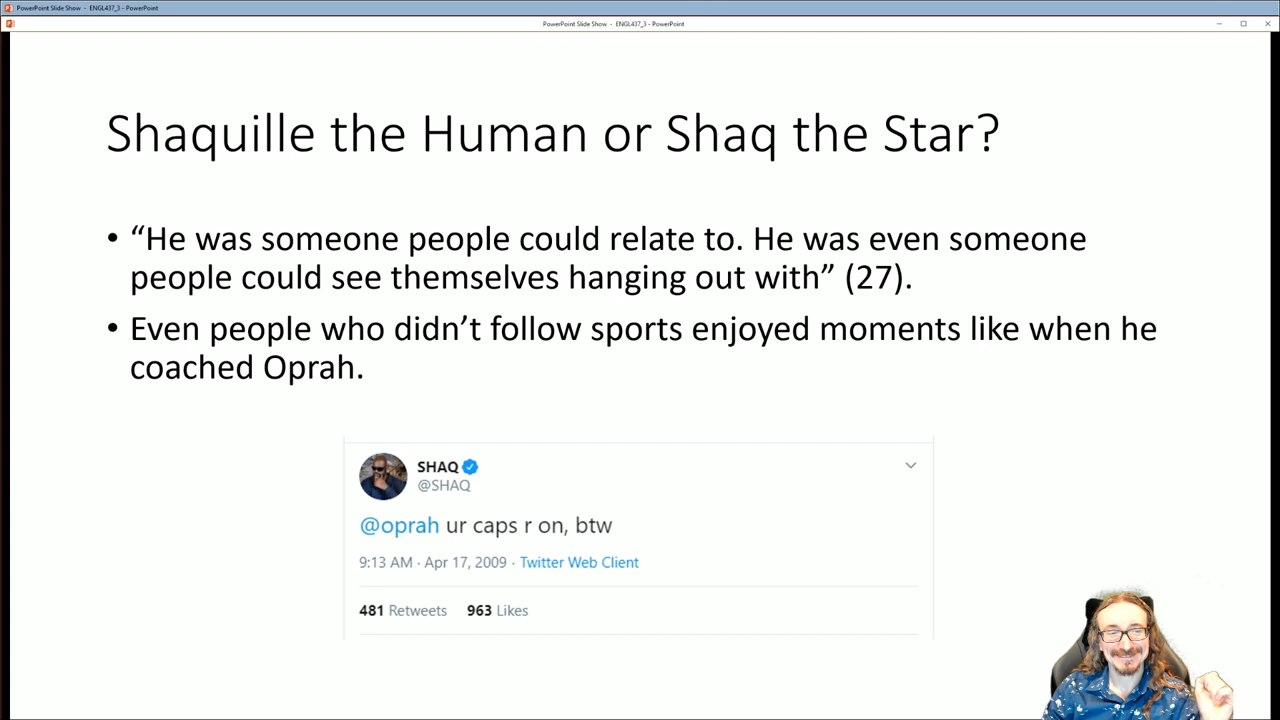 PowerPoint Slide Show - ENGL437_3 - PowerPoint
PowerPoint Slide Show - ENGL437_3 - PowerPoint
Shaquille the Human or Shaq the Star?
• “He was someone people could relate to. He was even someone
people could see themselves hanging out with” (27).
• Even people who didn’t follow sports enjoyed moments like when he
coached Oprah.
SHAQ
@SHAQ
@oprah ur caps r on, btw
9:13 AM · Apr 17, 2009 · Twitter Web Client
481 Retweets 963 Likes